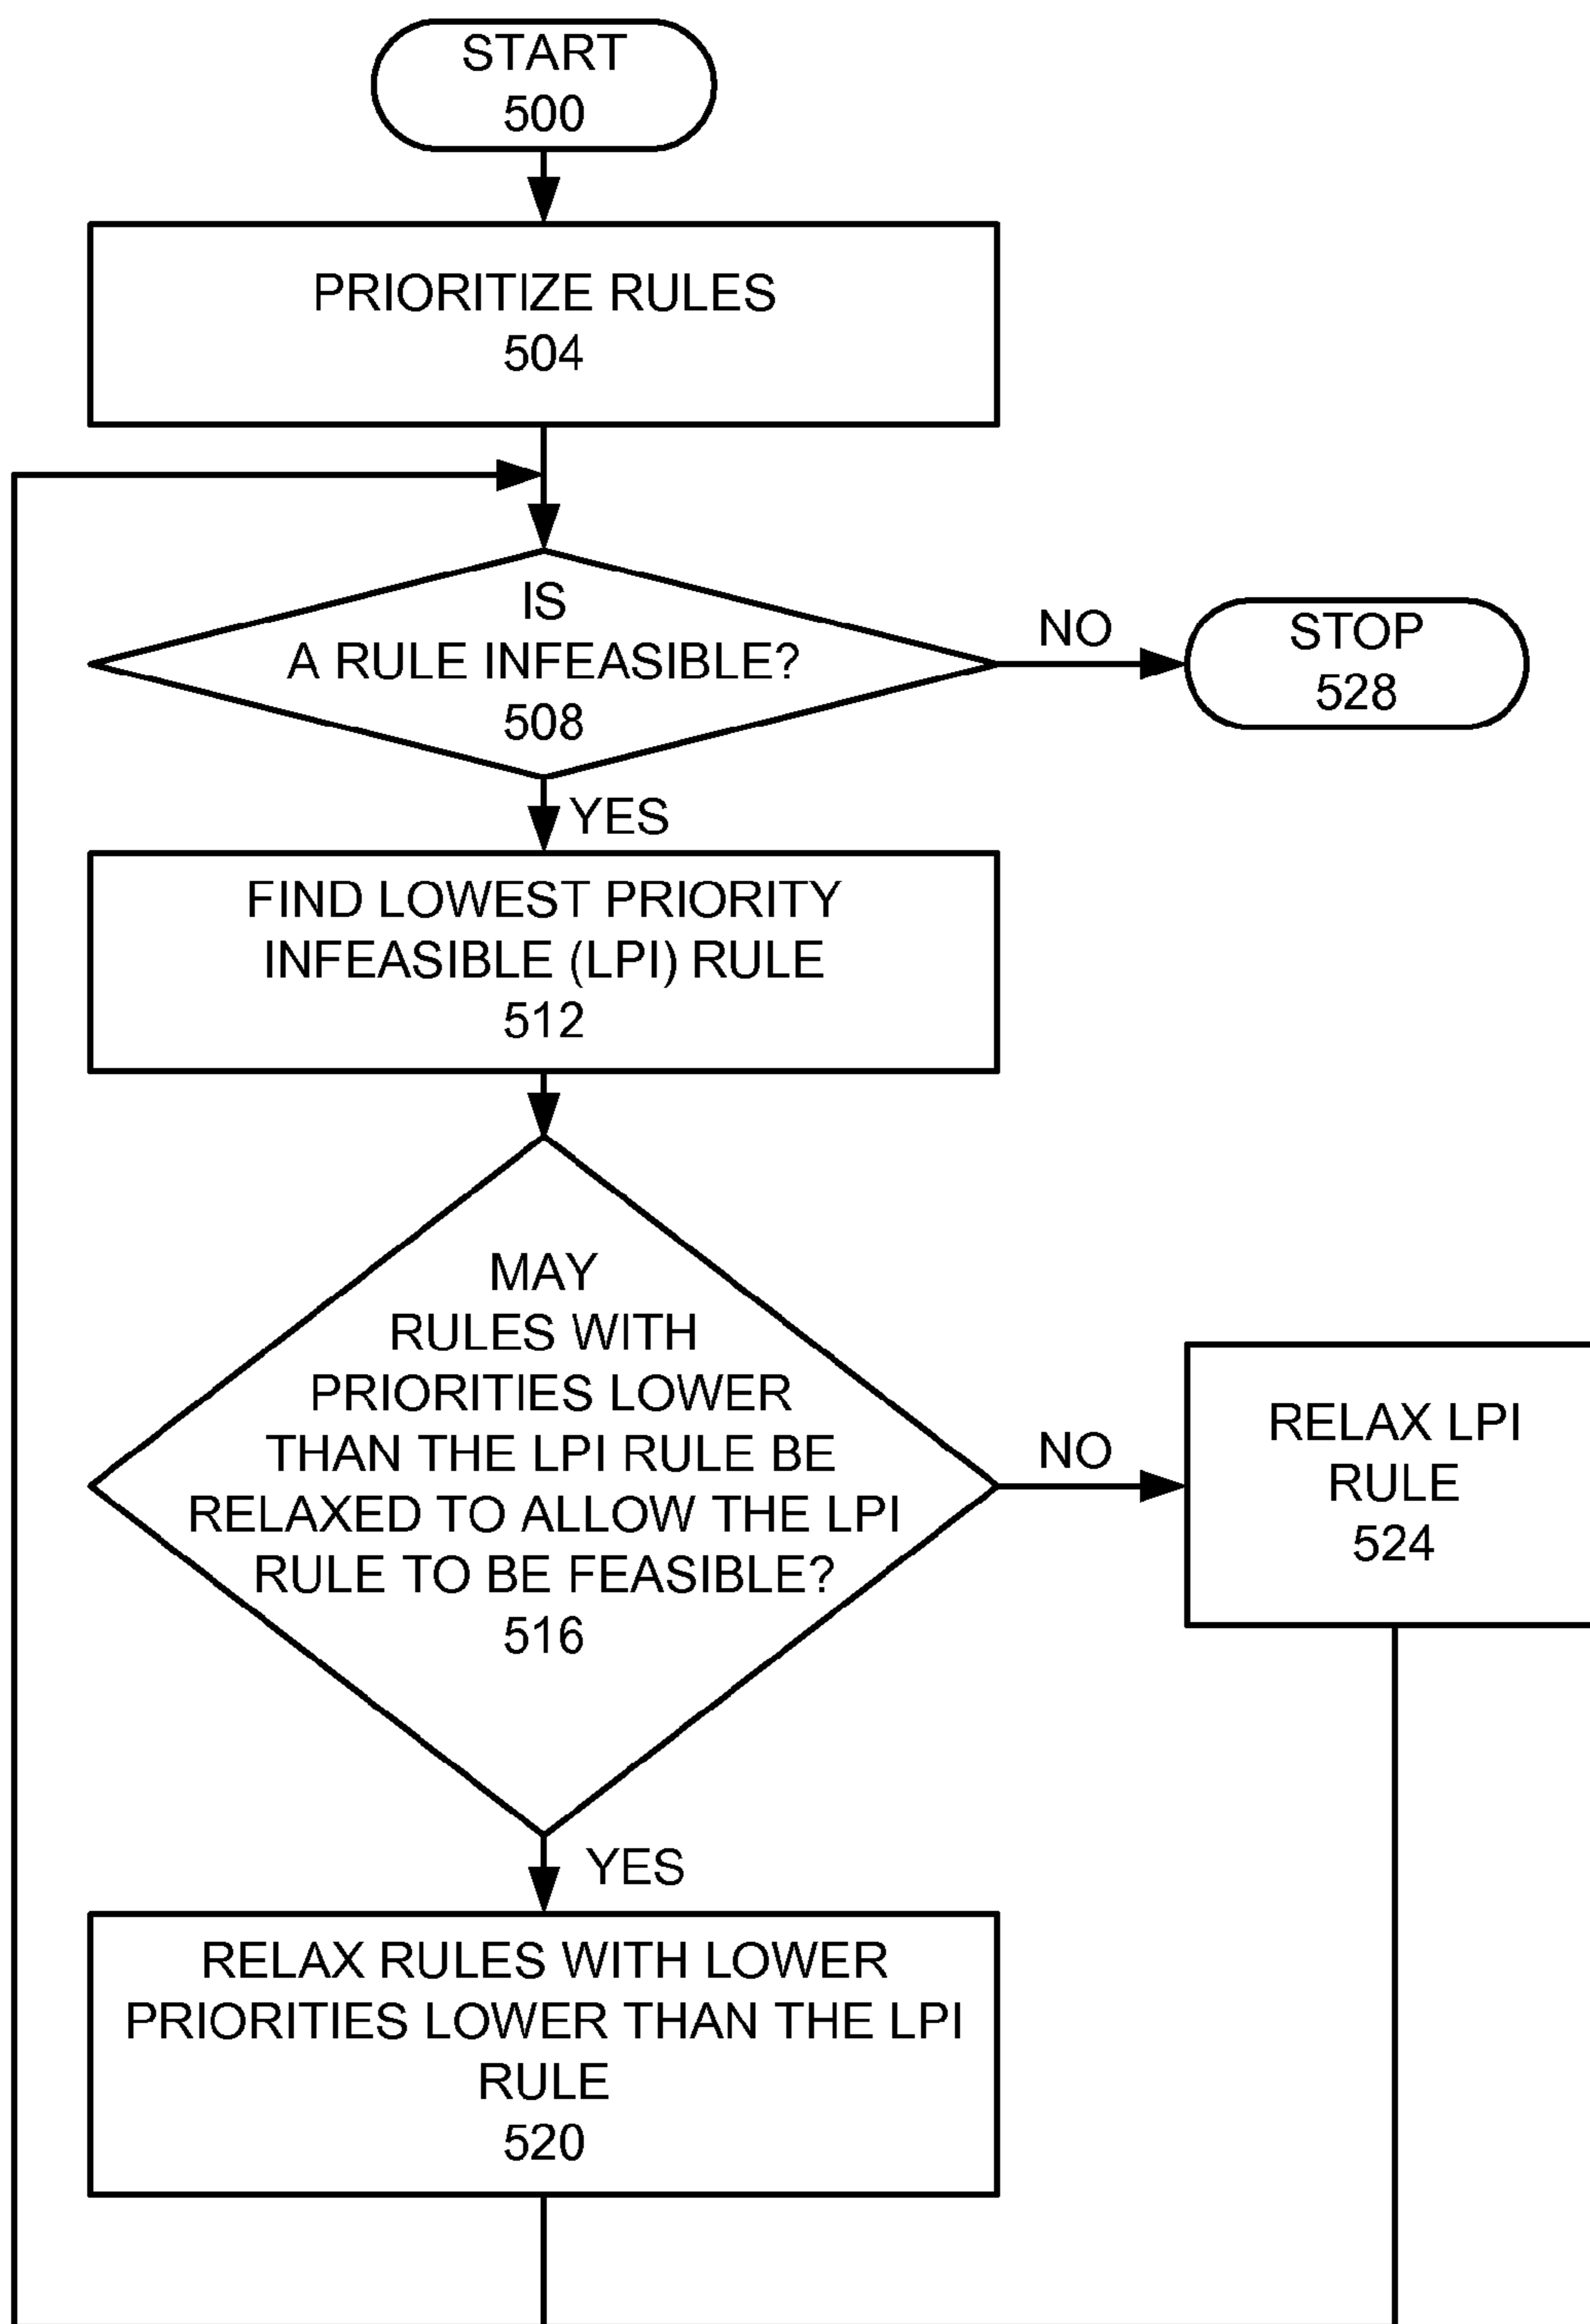 START
500
PRIORITIZE RULES
504
IS
A RULE INFEASIBLE?
508
NO
STOP
528
YES
FIND LOWEST PRIORITY
INFEASIBLE (LPI) RULE
512
MAY
RULES WITH
PRIORITIES LOWER
THAN THE LPI RULE BE
RELAXED TO ALLOW THE LPI
RULE TO BE FEASIBLE?
516
NO
RELAX LPI
RULE
524
YES
RELAX RULES WITH LOWER
PRIORITIES LOWER THAN THE LPI
RULE
520